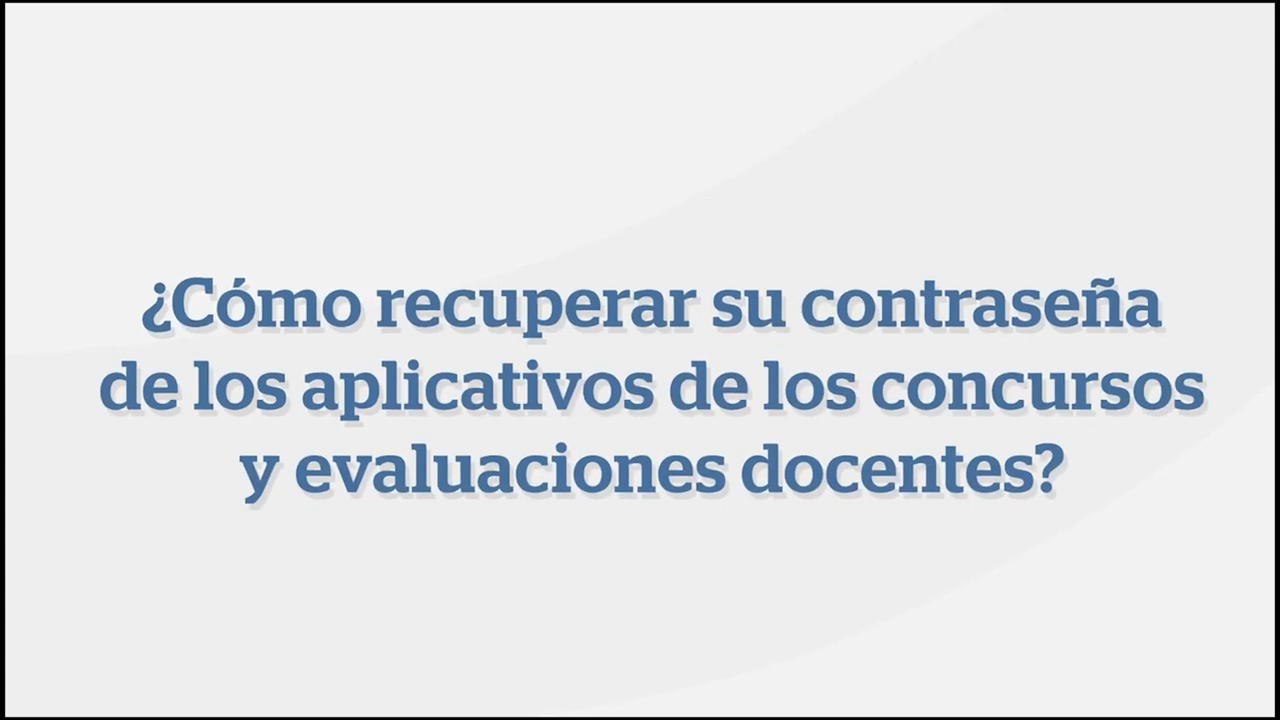 ¿Cómo recuperar su contraseña
de los aplicativos de los concursos
y evaluaciones docentes?